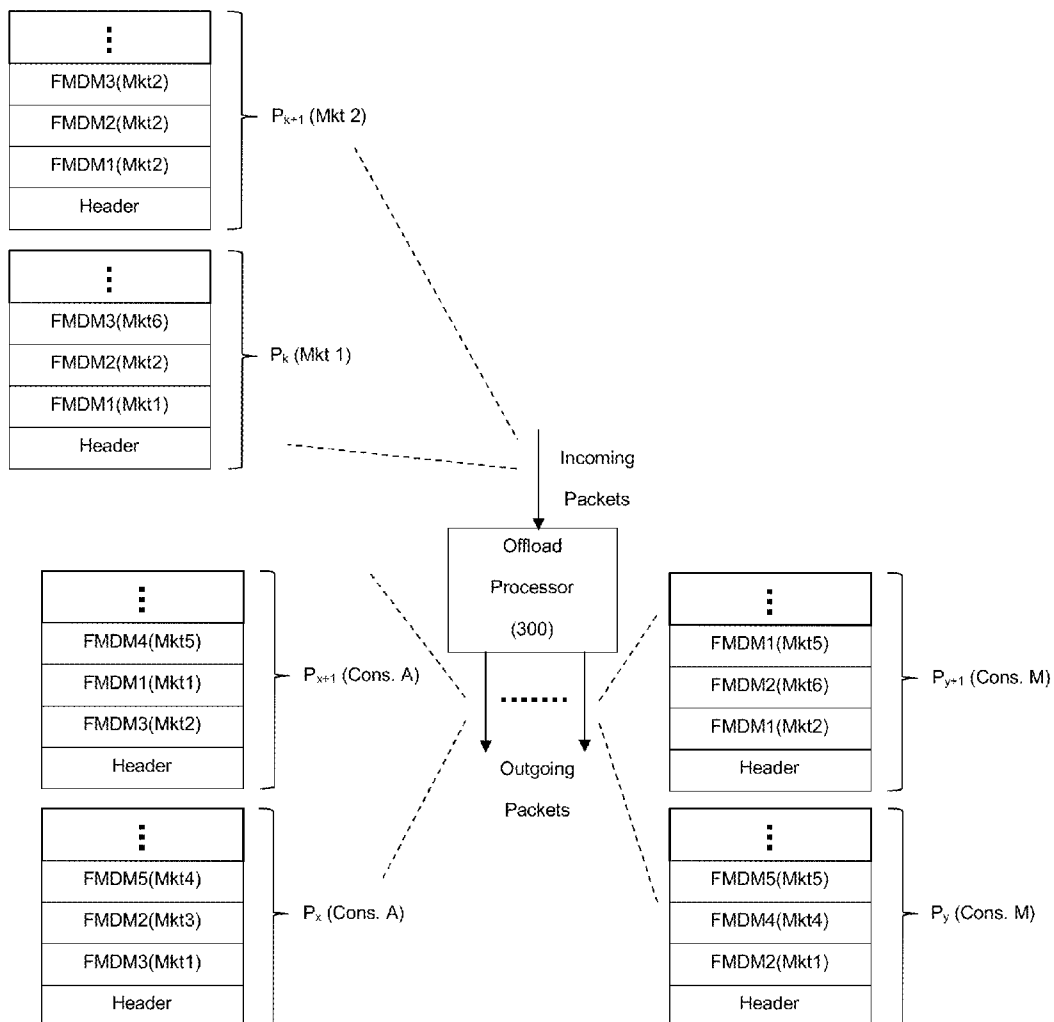 FMDM3(Mkt2)
FMDM2(Mkt2)
FMDM1(Mkt2)
Header
Pₖ₊₁ (Mkt 2)
FMDM3(Mkt6)
FMDM2(Mkt2)
FMDM1(Mkt1)
Header
Pₖ (Mkt 1)
Incoming
Packets
Offload
Processor
(300)
Outgoing
Packets
FMDM4(Mkt5)
FMDM1(Mkt1)
FMDM3(Mkt2)
Header
Pₓ₊₁ (Cons. A)
FMDM5(Mkt4)
FMDM2(Mkt3)
FMDM3(Mkt1)
Header
Pₓ (Cons. A)
FMDM1(Mkt5)
FMDM2(Mkt6)
FMDM1(Mkt2)
Header
Py+1 (Cons. M)
FMDM5(Mkt5)
FMDM4(Mkt4)
FMDM2(Mkt1)
Header
Py (Cons. M)